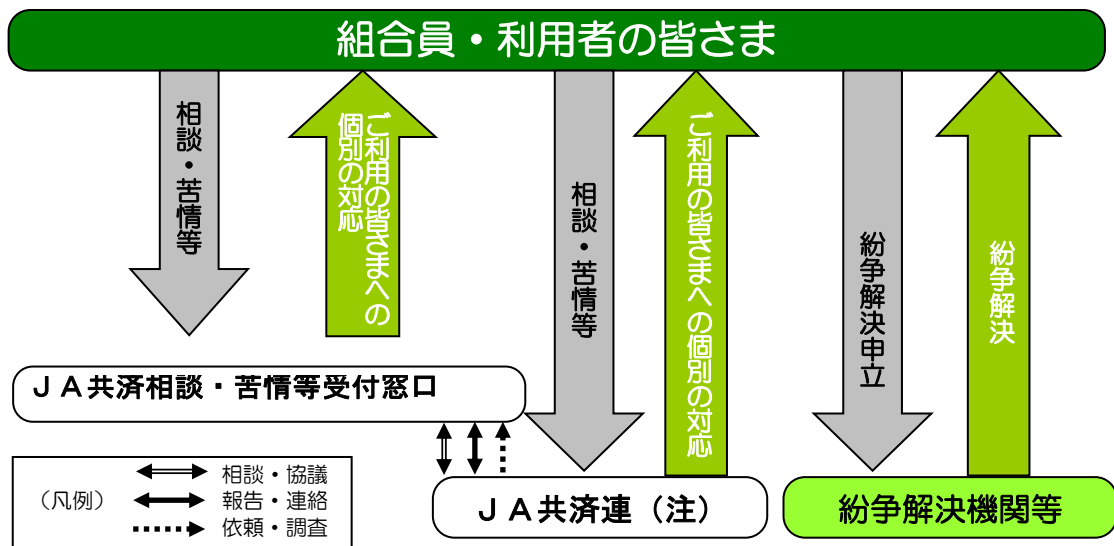 組合員・利用者の皆さま
相談・苦情等
ご利用の皆さまへの
個別の対応
相談・苦情等
ご利用の皆さまへの個別の対応
紛争解決申立
紛争解決
ＪＡ共済相談・苦情等受付窓口
ＪＡ共済連（注）
紛争解決機関等
（凡例）
相談・協議
報告・連絡
依頼・調査